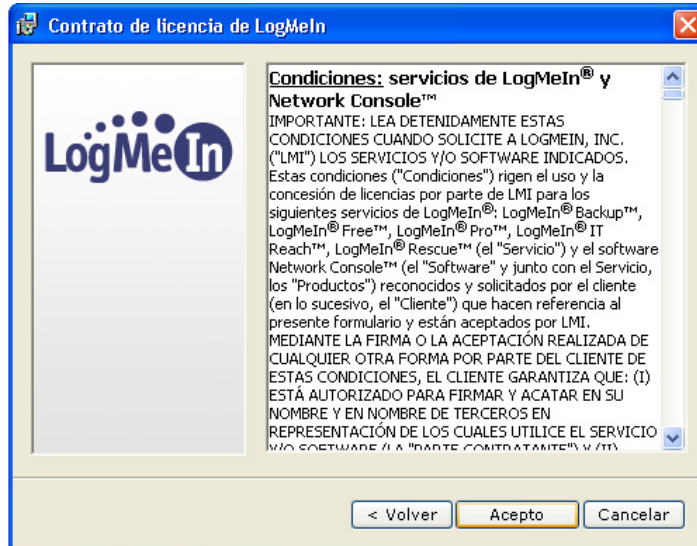 Contrato de licencia de LogMeIn
LogMeIn
Condiciones: servicios de LogMeIn® y
Network Console™
IMPORTANTE: LEA DETENIDAMENTE ESTAS
CONDICIONES CUANDO SOLICITE A LOGMEIN, INC.
("LMI") LOS SERVICIOS Y/O SOFTWARE INDICADOS.
Estas condiciones ("Condiciones") rigen el uso y la
concesión de licencias por parte de LMI para los
siguientes servicios de LogMeIn®: LogMeIn® Backup™,
LogMeIn® Free™, LogMeIn® Pro™, LogMeIn® IT
Reach™, LogMeIn® Rescue™ (el "Servicio") y el software
Network Console™ (el "Software" y junto con el Servicio,
los "Productos") reconocidos y solicitados por el cliente
(en lo sucesivo, el "Cliente") que hacen referencia al
presente formulario y están aceptados por LMI.
MEDIANTE LA FIRMA O LA ACEPTACIÓN REALIZADA DE
CUALQUIER OTRA FORMA POR PARTE DEL CLIENTE DE
ESTAS CONDICIONES, EL CLIENTE GARANTIZA QUE: (I)
ESTÁ AUTORIZADO PARA FIRMAR Y ACATAR EN SU
NOMBRE Y EN NOMBRE DE TERCEROS EN
REPRESENTACIÓN DE LOS CUALES UTILICE EL SERVICIO
Y/O SOFTWARE (LA "PARTE CONTRATANTE") Y (II)
< Volver
Acepto
Cancelar